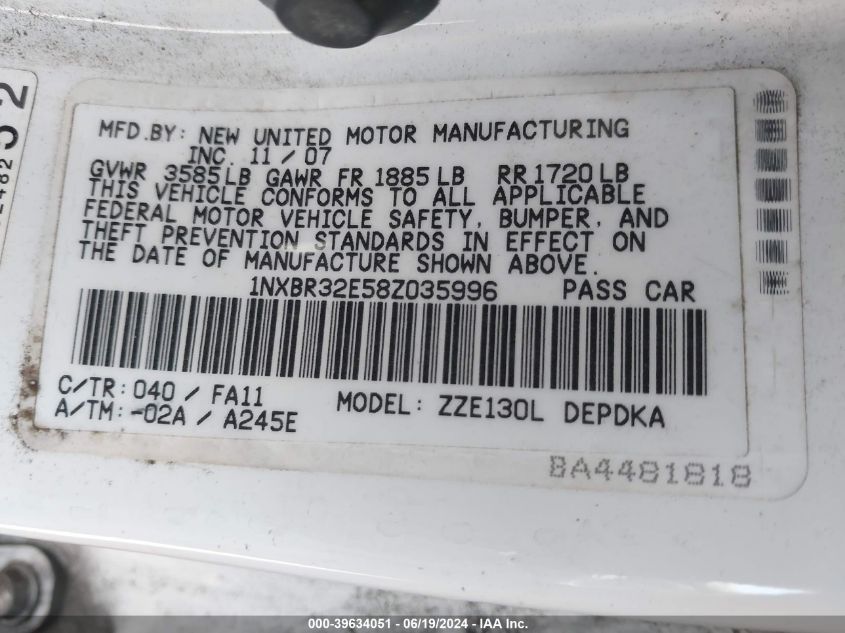 MFD.BY: NEW UNITED MOTOR MANUFACTURING
INC. 11 / 07
GVWR 3585 LB GAWR FR 1885 LB RR 1720 LB
THIS VEHICLE CONFORMS TO ALL APPLICABLE
FEDERAL MOTOR VEHICLE SAFETY, BUMPER, AND
THEFT PREVENTION STANDARDS IN EFFECT ON
THE DATE OF MANUFACTURE SHOWN ABOVE.
1NXBR32E58Z035996 PASS CAR
C/TR: 040 / FA11
A/TM: -02A / A245E
MODEL: ZZE130L DEPDKA
BA4481818
000-39634051 - 06/19/2024 - IAA Inc.